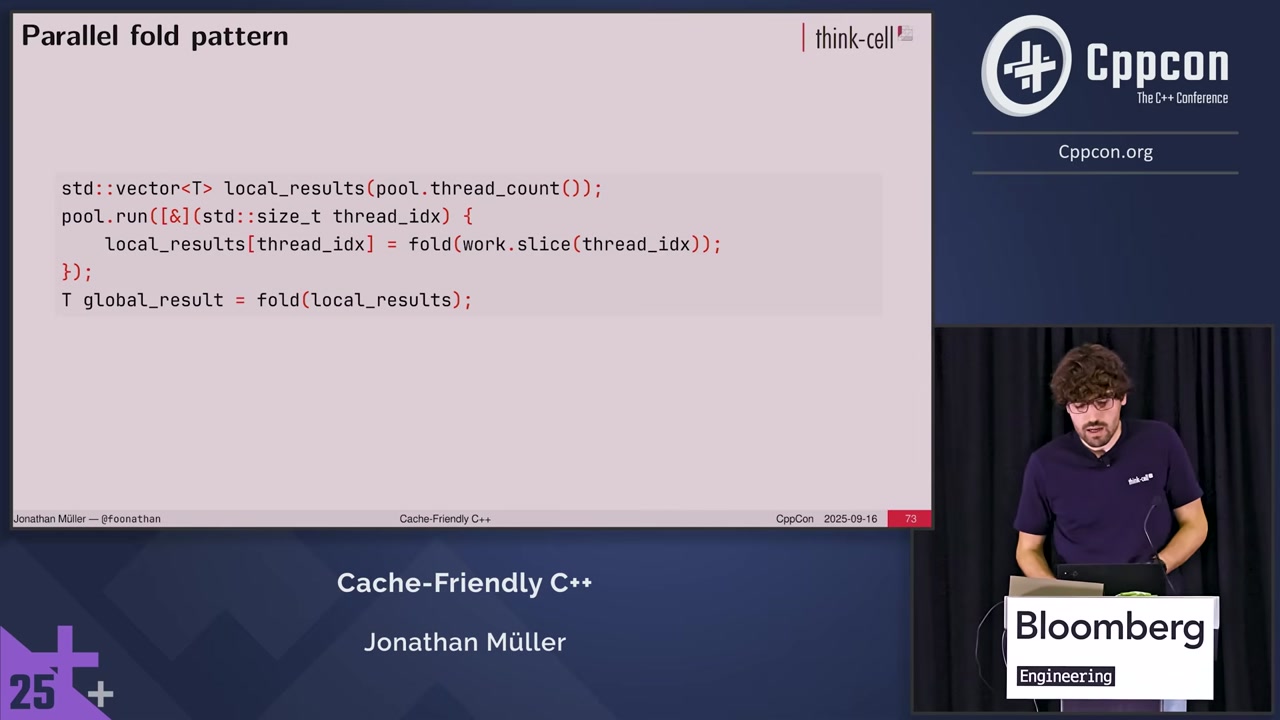 Parallel fold pattern
think-cell
std::vector<T> local_results(pool.thread_count());
pool.run([&](std::size_t thread_idx) {
    local_results[thread_idx] = fold(work.slice(thread_idx));
});
T global_result = fold(local_results);
Jonathan Müller — @foonathan
Cache-Friendly C++
CppCon 2025-09-16
73
Cppcon
The C++ Conference
Cppcon.org
think-cell
Bloomberg
Engineering
Cache-Friendly C++
Jonathan Müller
25